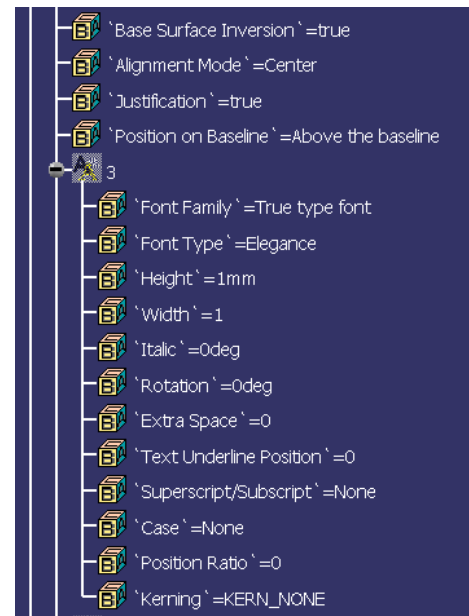 `Base Surface Inversion`=true
`Alignment Mode`=Center
`Justification`=true
`Position on Baseline`=Above the baseline
3
`Font Family`=True type font
`Font Type`=Elegance
`Height`=1mm
`Width`=1
`Italic`=0deg
`Rotation`=0deg
`Extra Space`=0
`Text Underline Position`=0
`Superscript/Subscript`=None
`Case`=None
`Position Ratio`=0
`Kerning`=KERN_NONE